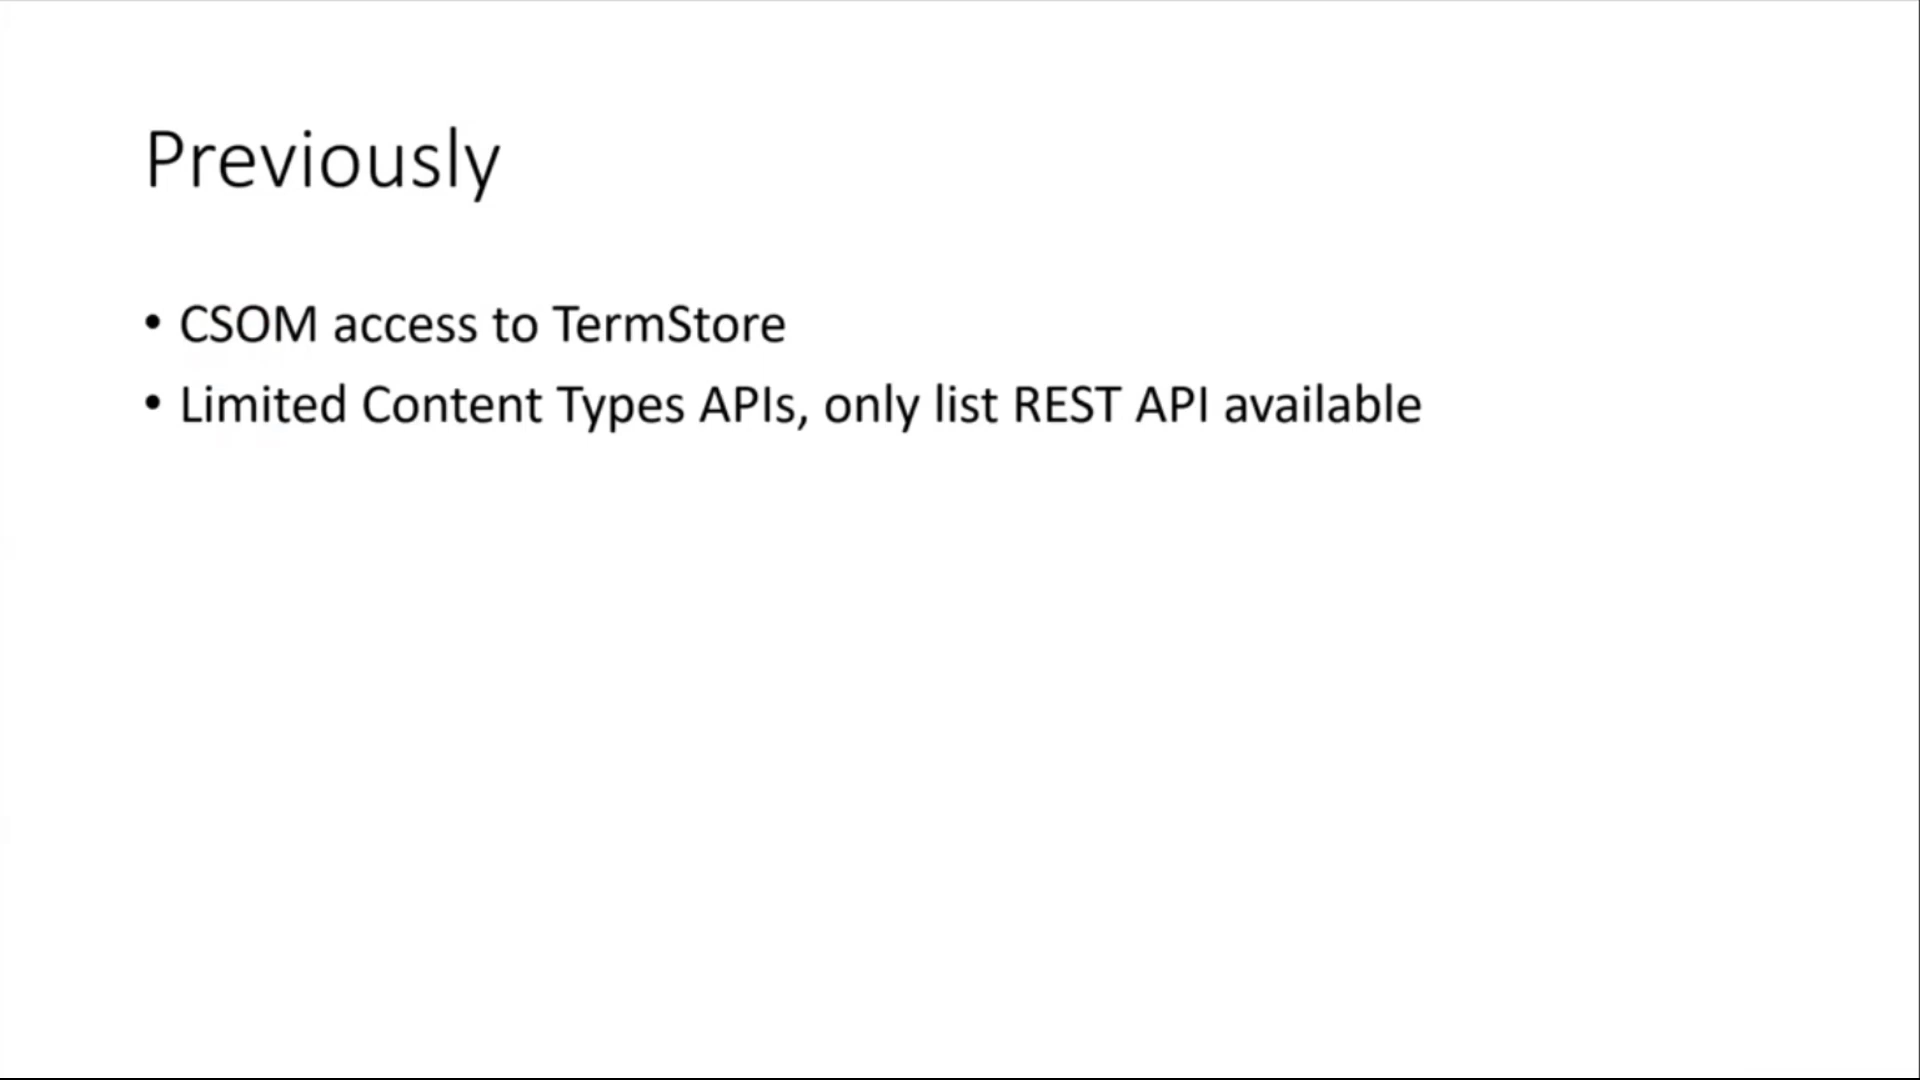 Previously
• CSOM access to TermStore
• Limited Content Types APIs, only list REST API available